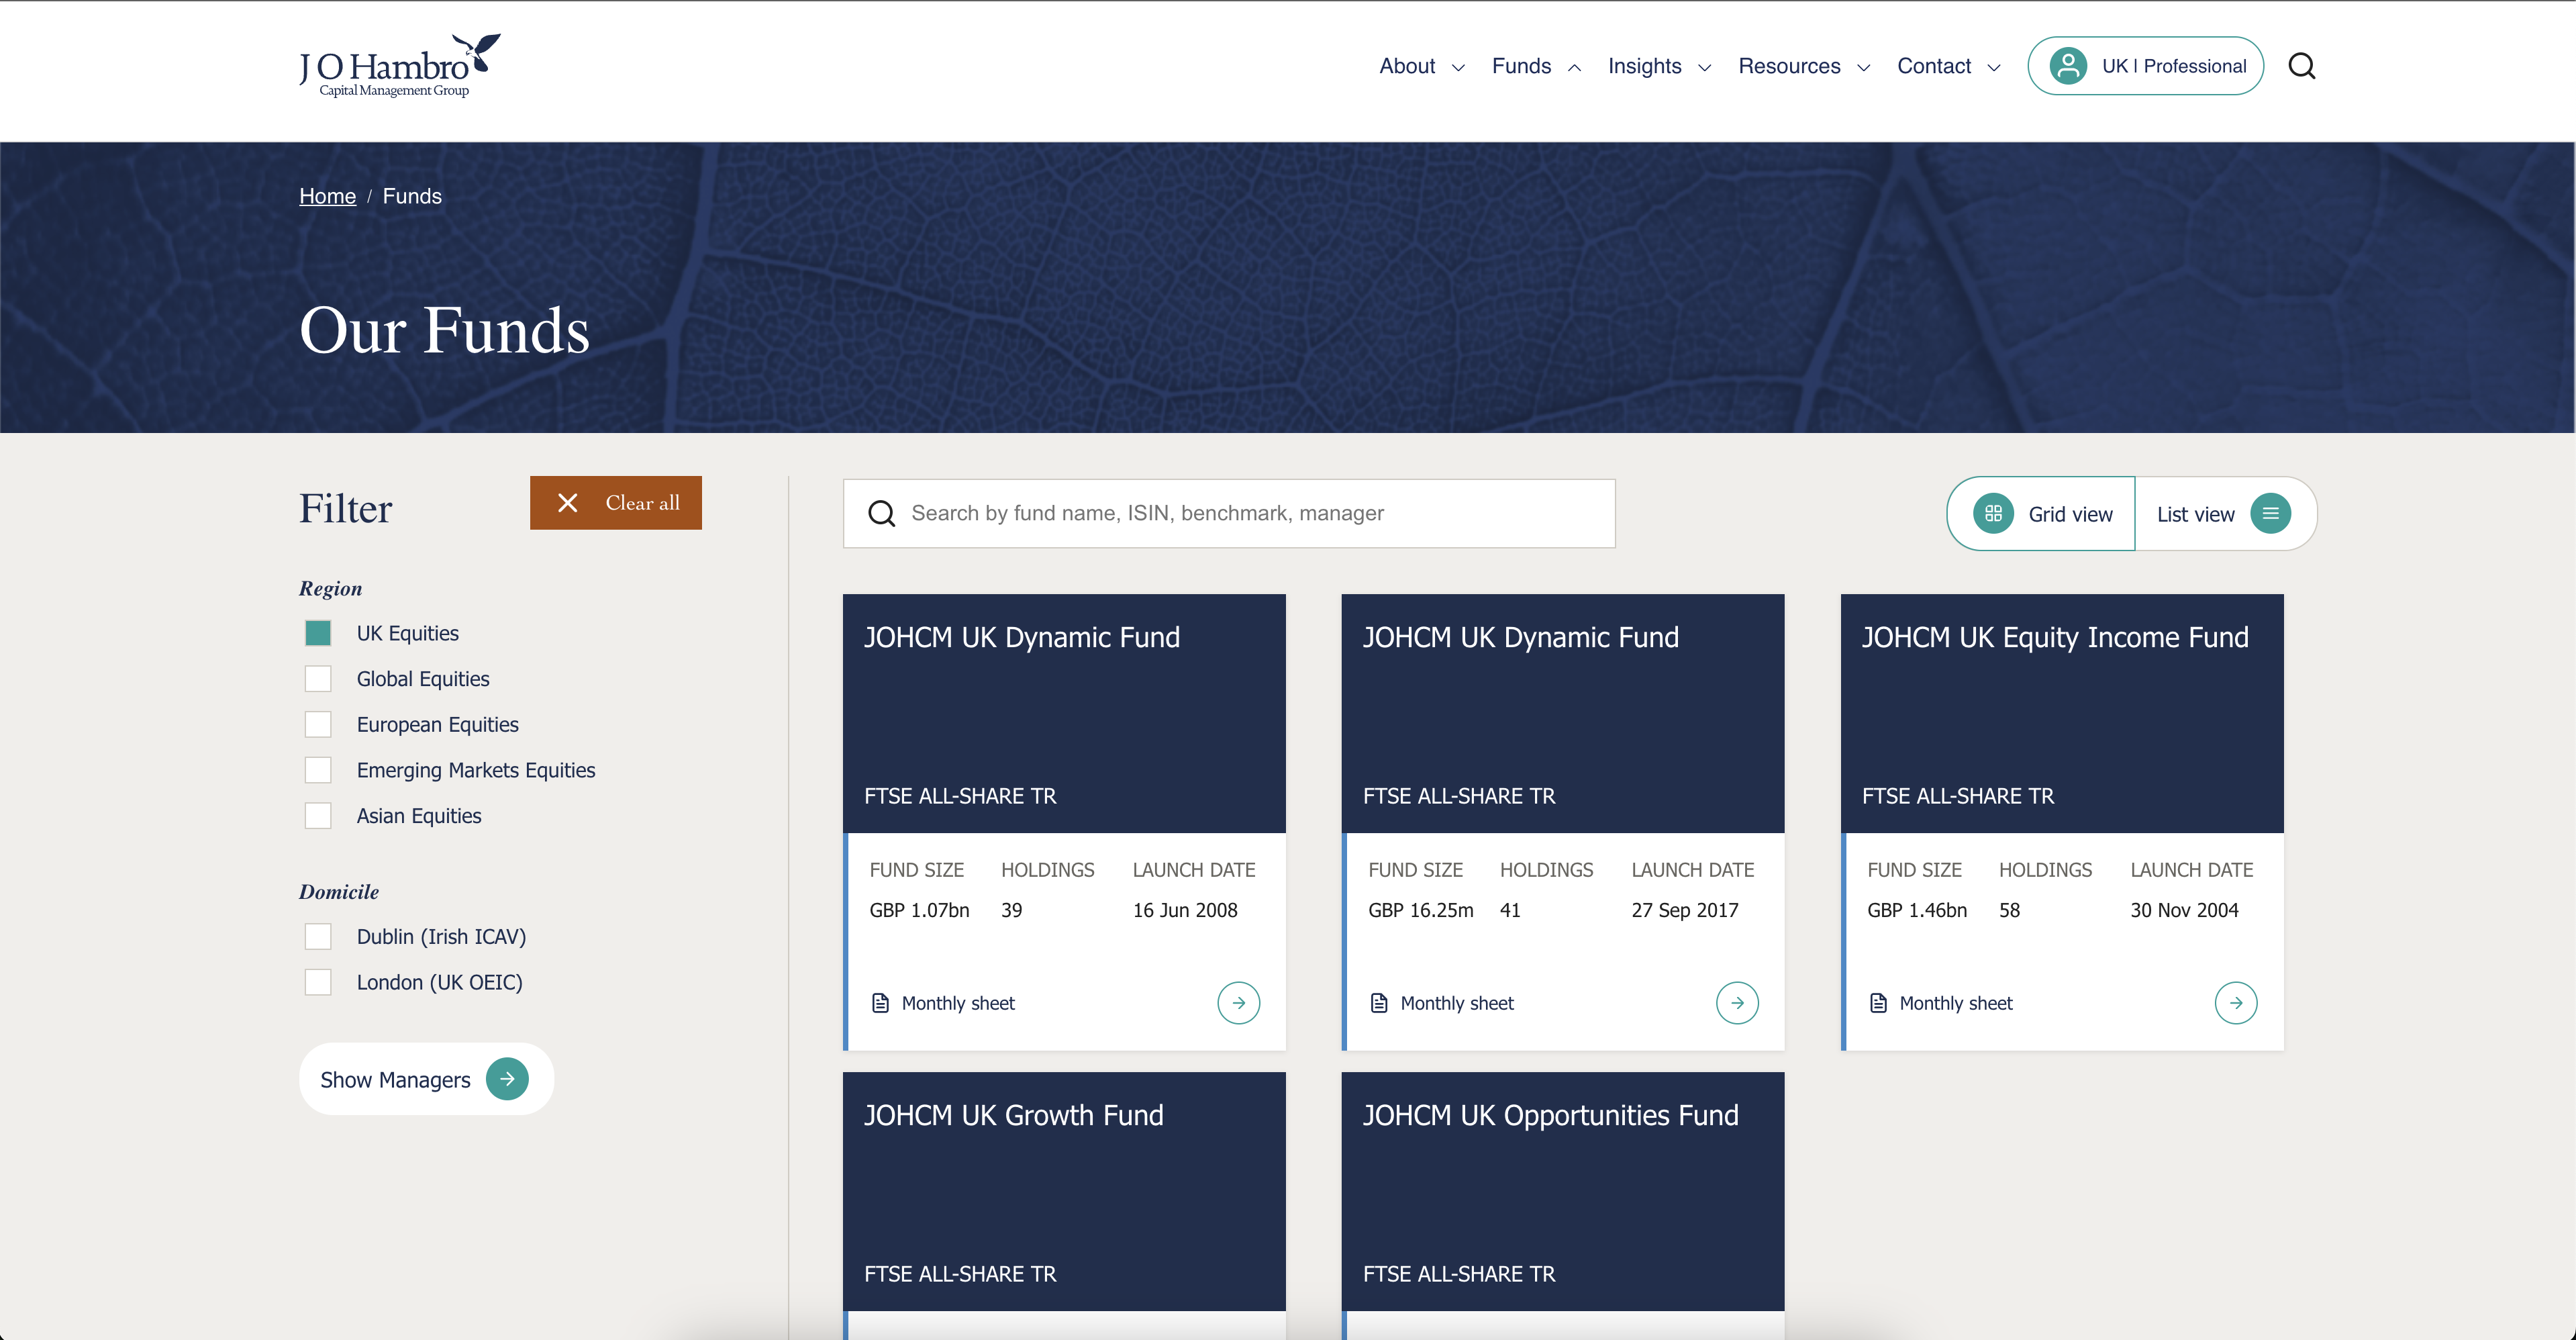 J O Hambro
Capital Management Group
About
Funds
Insights
Resources
Contact
UK | Professional
Home / Funds
Our Funds
Filter
Clear all
Region
UK Equities
Global Equities
European Equities
Emerging Markets Equities
Asian Equities
Domicile
Dublin (Irish ICAV)
London (UK OEIC)
Show Managers
Search by fund name, ISIN, benchmark, manager
Grid view
List view
JOHCM UK Dynamic Fund
FTSE ALL-SHARE TR
FUND SIZE HOLDINGS LAUNCH DATE
GBP 1.07bn 39 16 Jun 2008
Monthly sheet
JOHCM UK Dynamic Fund
FTSE ALL-SHARE TR
FUND SIZE HOLDINGS LAUNCH DATE
GBP 16.25m 41 27 Sep 2017
Monthly sheet
JOHCM UK Equity Income Fund
FTSE ALL-SHARE TR
FUND SIZE HOLDINGS LAUNCH DATE
GBP 1.46bn 58 30 Nov 2004
Monthly sheet
JOHCM UK Growth Fund
FTSE ALL-SHARE TR
JOHCM UK Opportunities Fund
FTSE ALL-SHARE TR